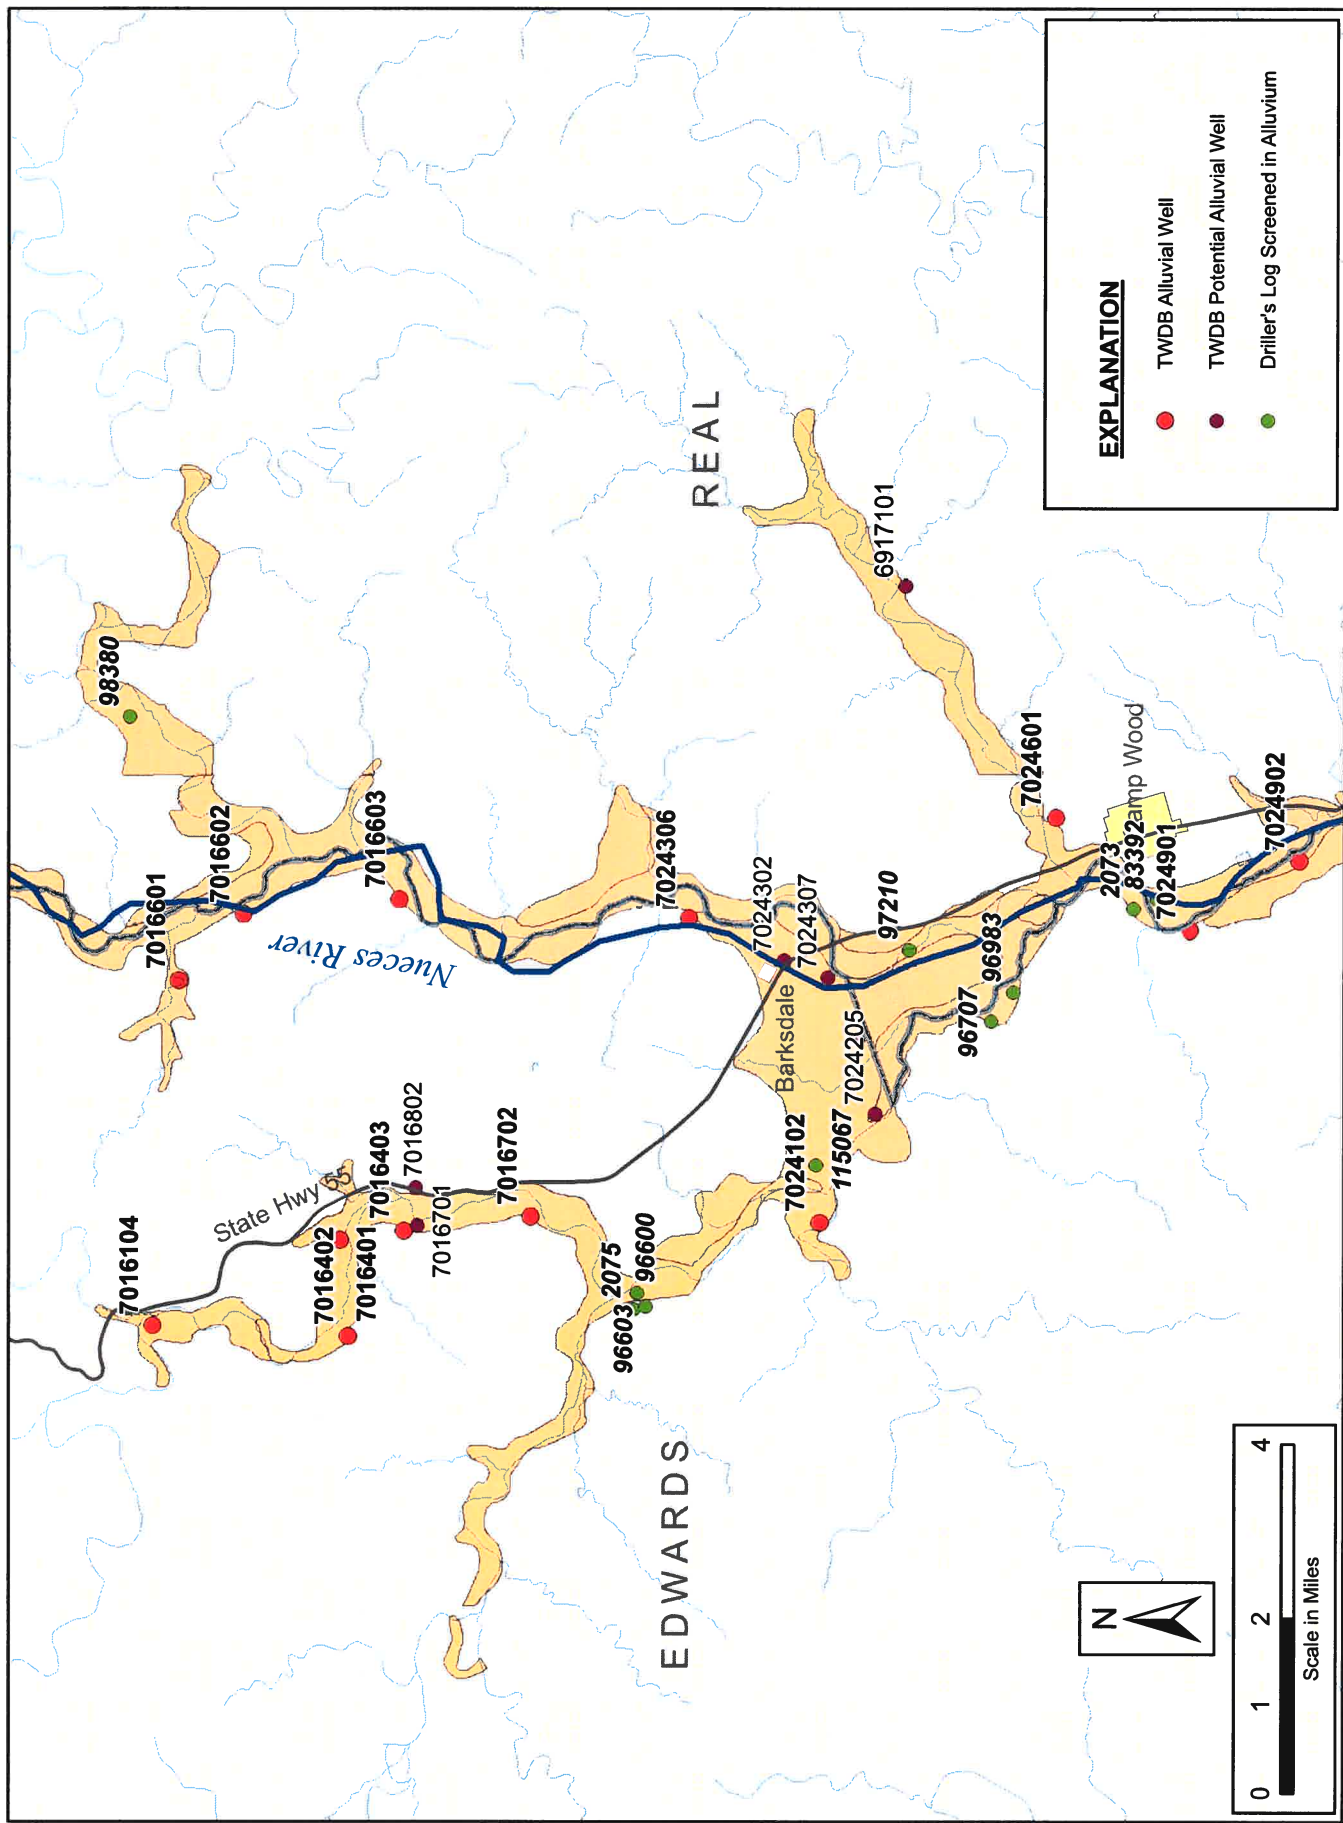 7016104
State Hwy 55
7016402
7016401
7016403
7016802
7016701
7016702
2075
96600
96603
7016601
7016602
7016603
98380
Nueces River
7024306
7024302
7024307
97210
Barksdale
7024205
7024102
115067
96983
96707
REAL
6917101
7024601
2073
83392
7024901
amp Wood
7024902
EDWARDS
N
0 1 2 4
Scale in Miles
EXPLANATION
TWDB Alluvial Well
TWDB Potential Alluvial Well
Driller's Log Screened in Alluvium